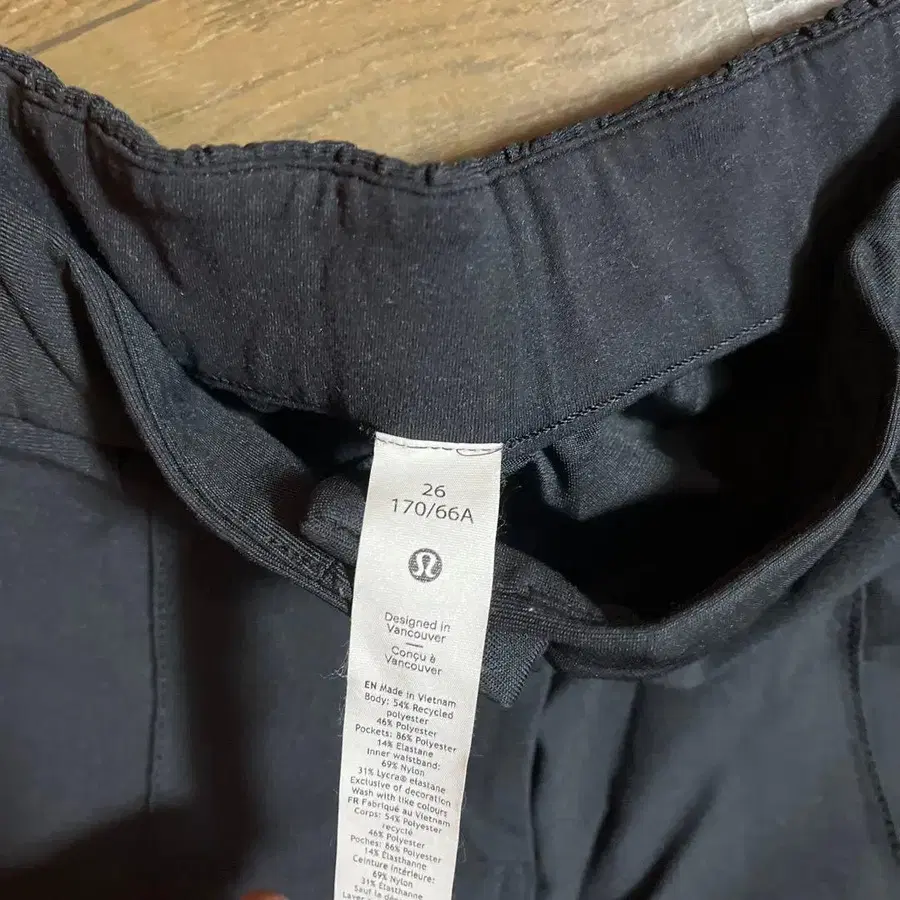 26
170/66A
Designed in
Vancouver
Conçu à
Vancouver
EN Made in Vietnam
Body: 54% Recycled
polyester
46% Polyester
Pockets: 86% Polyester
14% Elastane
Inner waistband:
69% Nylon
31% Lycra® elastane
Exclusive of decoration
Wash with like colours
FR Fabriqué au Vietnam
Corps: 54% Polyester
recyclé
46% Polyester
Poches: 86% Polyester
14% Élasthanne
Ceinture intérieure:
69% Nylon
31% Élasthanne
Sauf la